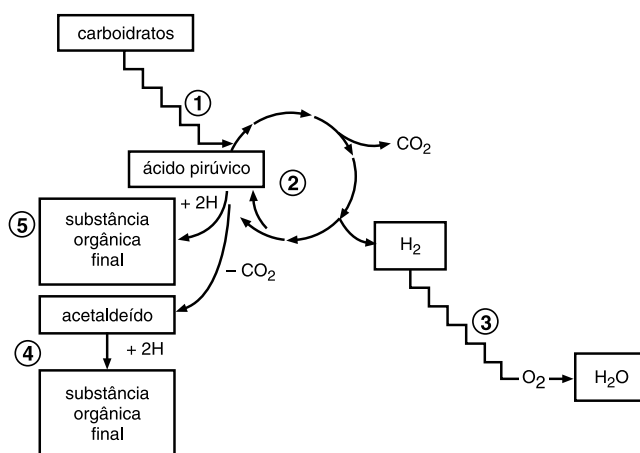 carboidratos
1
CO2
ácido pirúvico
2
+ 2H
5
substância
orgânica
final
H2
– CO2
acetaldeído
3
4
+ 2H
O2
H2O
substância
orgânica
final